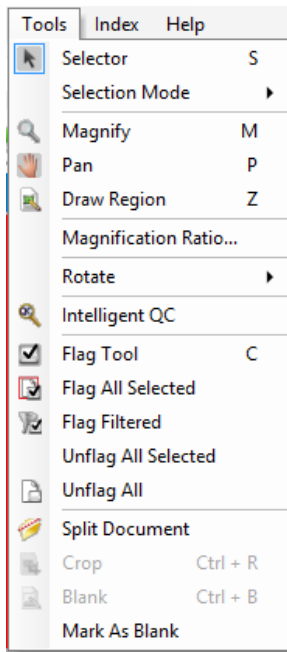 Tools Index Help
Selector S
Selection Mode
Magnify M
Pan P
Draw Region Z
Magnification Ratio...
Rotate
Intelligent QC
Flag Tool C
Flag All Selected
Flag Filtered
Unflag All Selected
Unflag All
Split Document
Crop Ctrl + R
Blank Ctrl + B
Mark As Blank